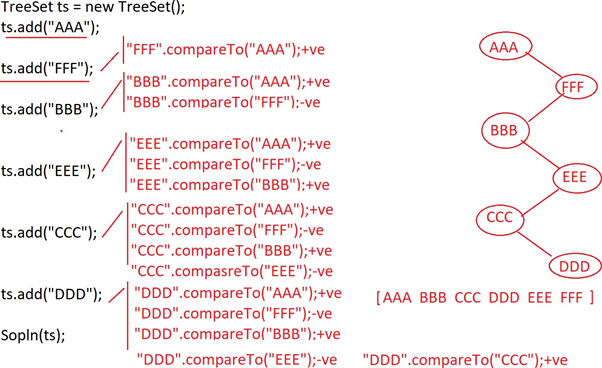 TreeSet ts = new TreeSet();
ts.add("AAA");
"FFF".compareTo("AAA");+ve
ts.add("FFF");
"BBB".compareTo("AAA");+ve
"BBB".compareTo("FFF");-ve
ts.add("BBB");
"EEE".compareTo("AAA");+ve
"EEE".compareTo("FFF");-ve
ts.add("EEE");
"EEE".compareTo("BBB");+ve
"CCC".compareTo("AAA");+ve
"CCC".compareTo("FFF");-ve
ts.add("CCC");
"CCC".compareTo("BBB");+ve
"CCC".compasreTo("EEE");-ve
ts.add("DDD");
"DDD".compareTo("AAA");+ve
"DDD".compareTo("FFF");-ve
Sopln(ts);
"DDD".compareTo("BBB");+ve
"DDD".compareTo("EEE");-ve "DDD".compareTo("CCC");+ve
AAA
FFF
BBB
EEE
CCC
DDD
[ AAA BBB CCC DDD EEE FFF ]